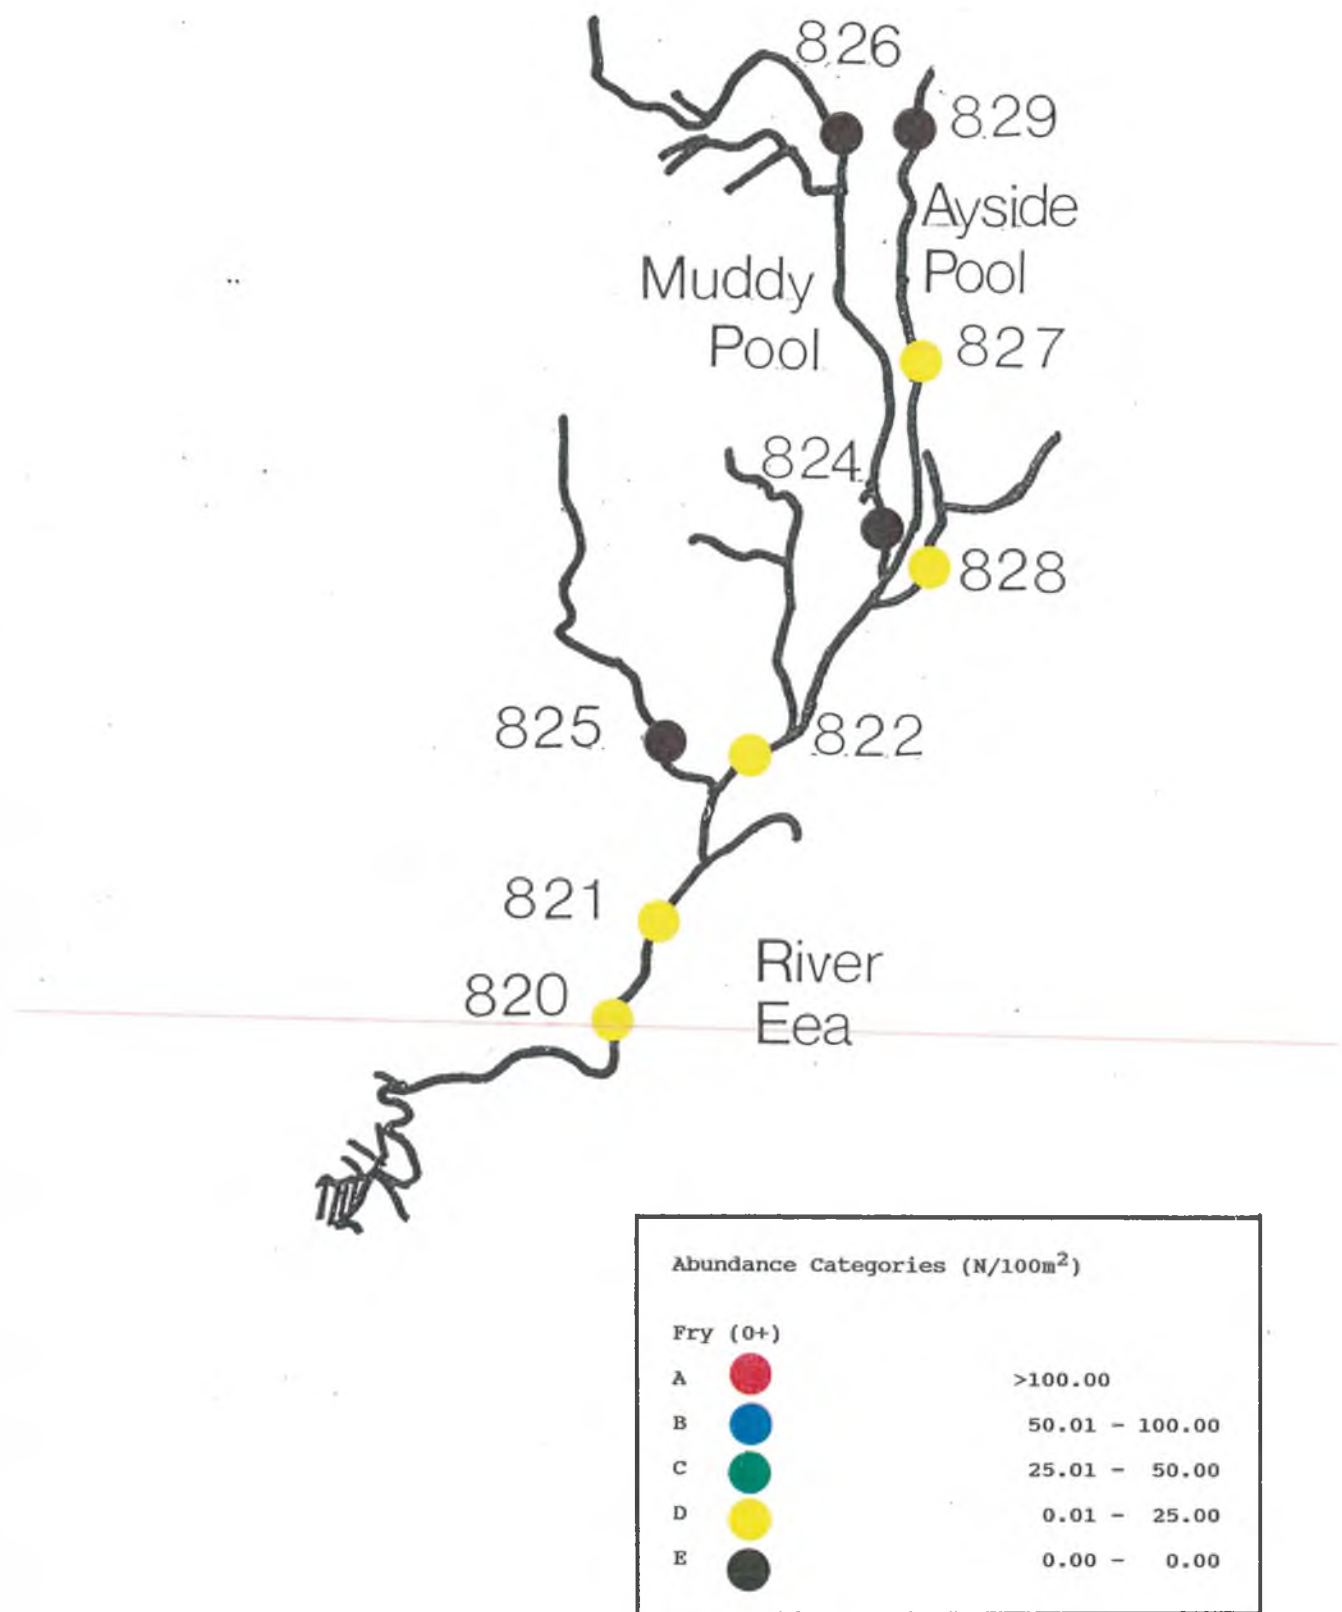 826
829
Ayside
Pool
Muddy
Pool
827
824
828
825
822
821
820
River
Eea
Abundance Categories (N/100m²)
Fry (0+)
A >100.00
B 50.01 - 100.00
C 25.01 - 50.00
D 0.01 - 25.00
E 0.00 - 0.00